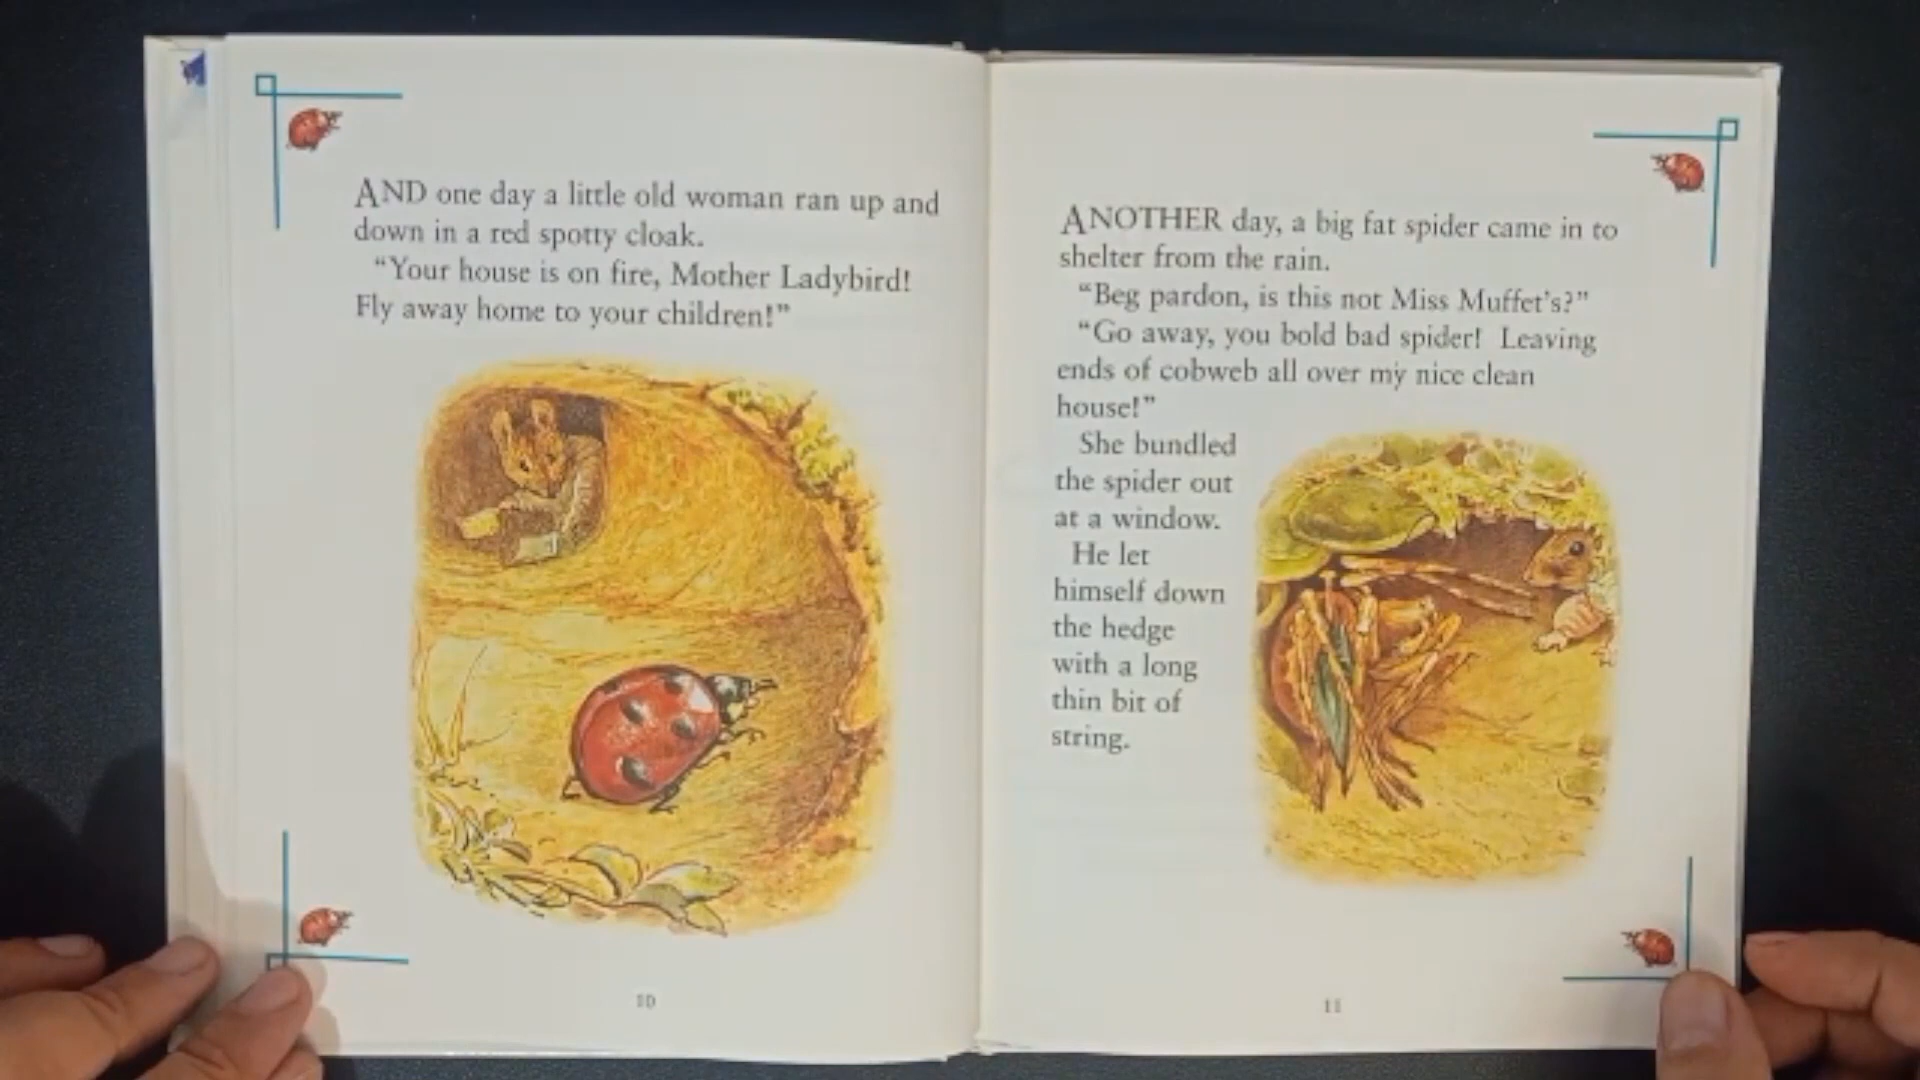 AND one day a little old woman ran up and
down in a red spotty cloak.
“Your house is on fire, Mother Ladybird!
Fly away home to your children!”
10
ANOTHER day, a big fat spider came in to
shelter from the rain.
“Beg pardon, is this not Miss Muffet’s?”
“Go away, you bold bad spider! Leaving
ends of cobweb all over my nice clean
house!”
She bundled
the spider out
at a window.
He let
himself down
the hedge
with a long
thin bit of
string.
11